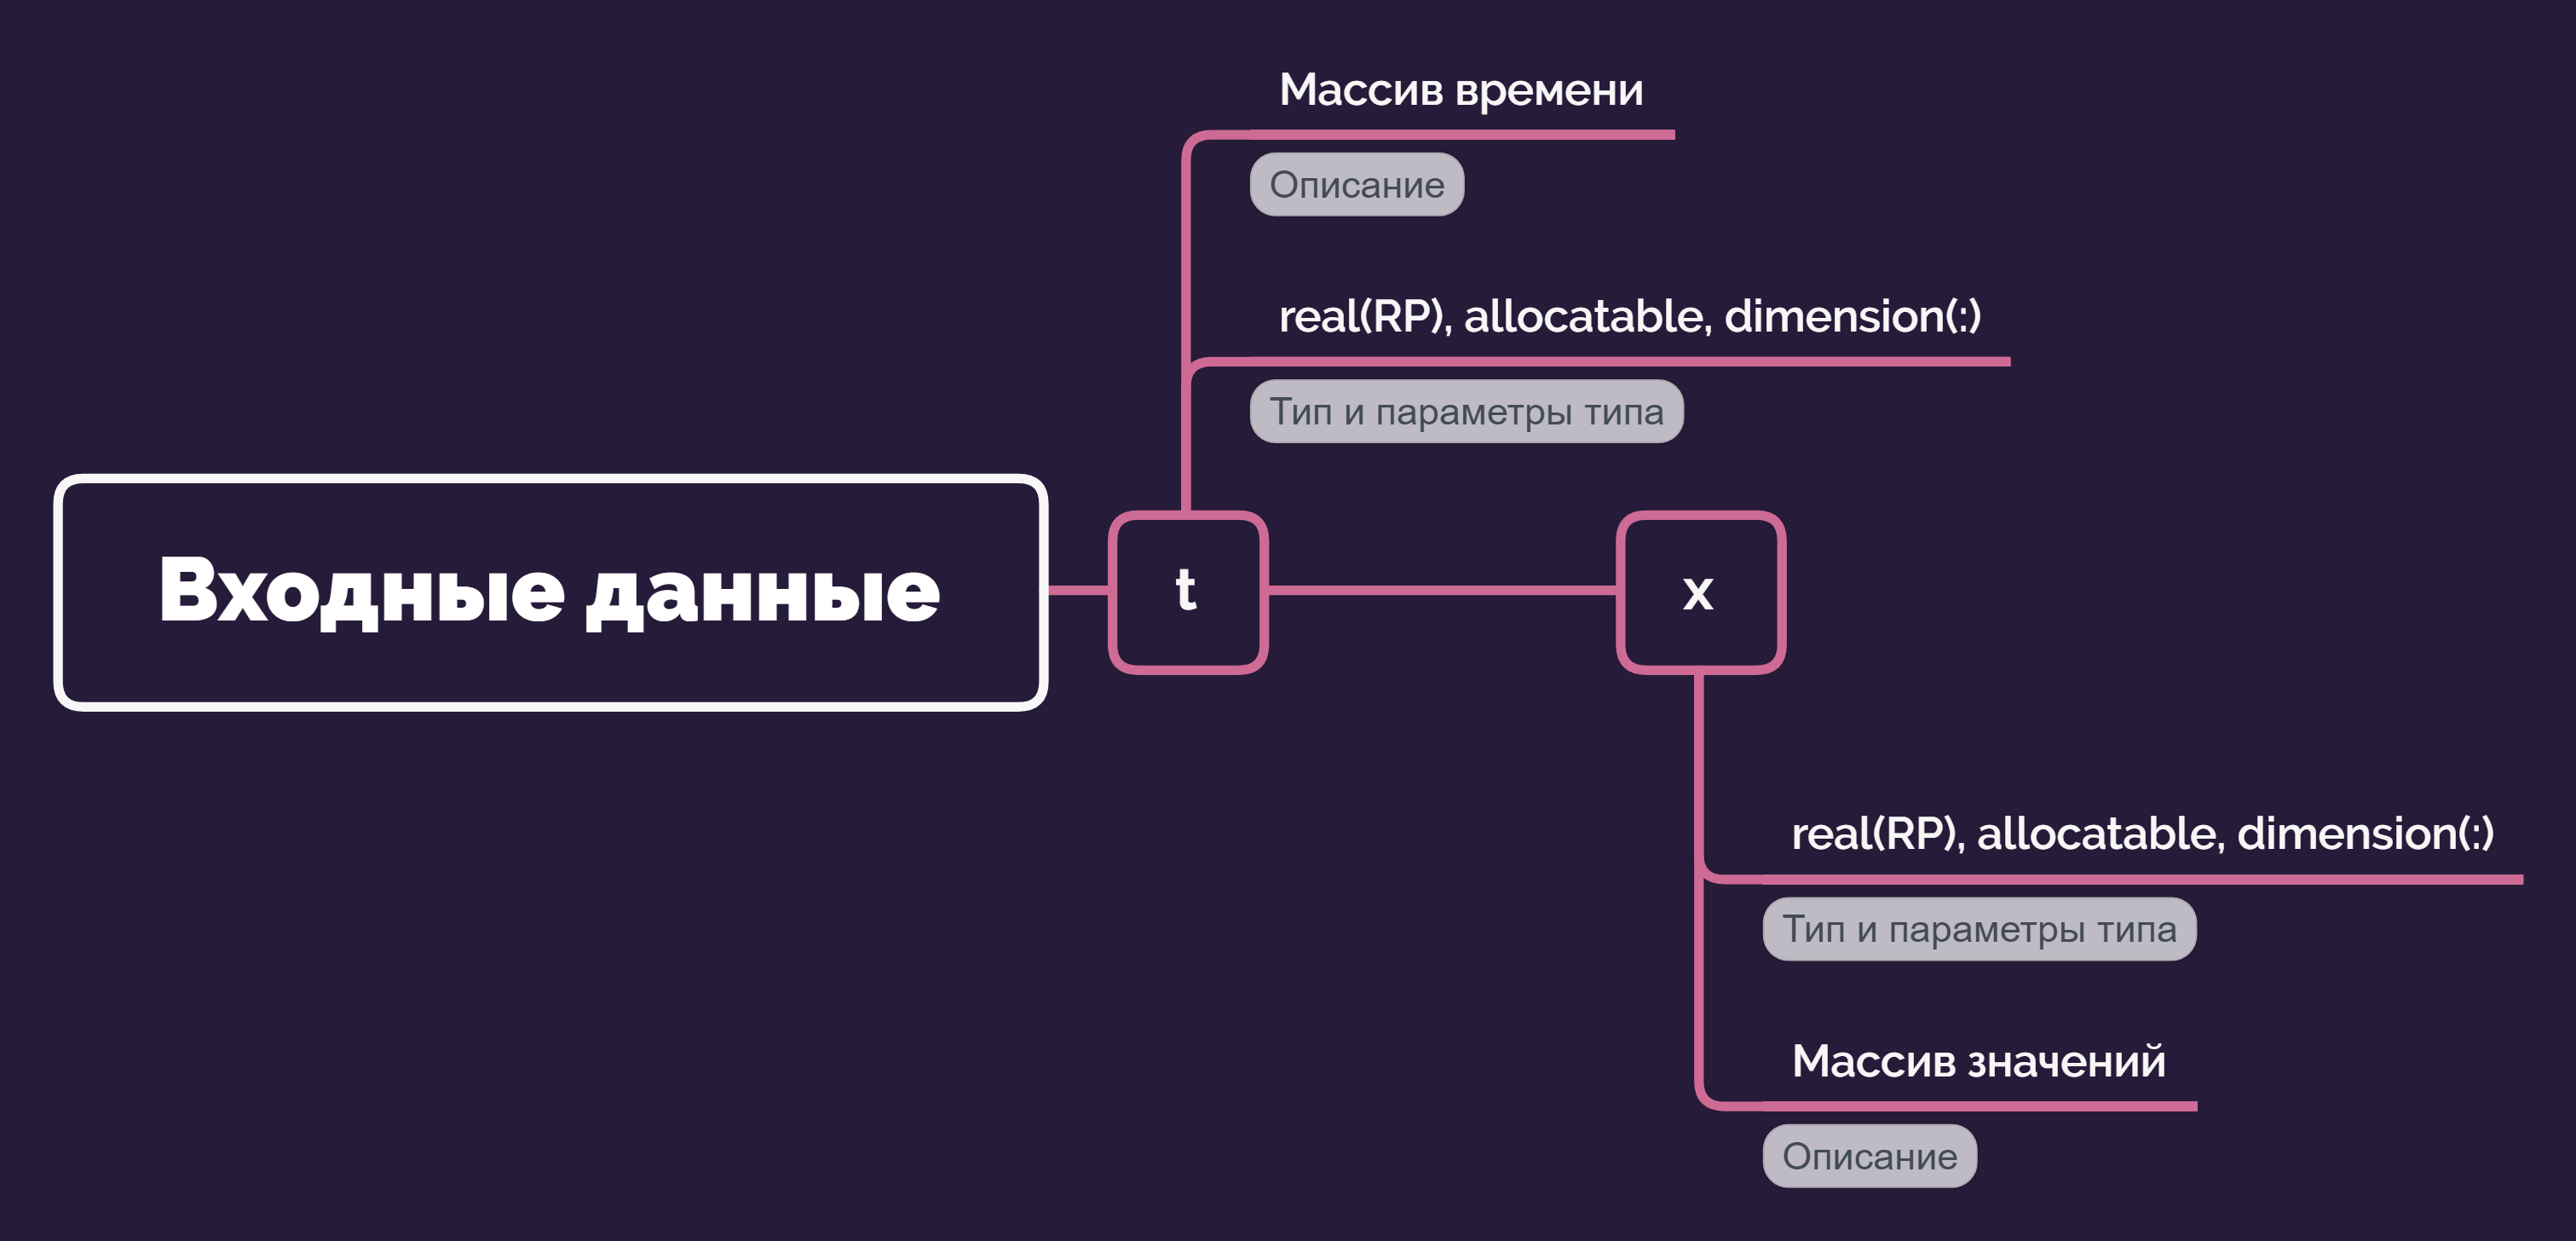 Массив времени
Описание
real(RP), allocatable, dimension(:)
Тип и параметры типа
Входные данные
t
x
real(RP), allocatable, dimension(:)
Тип и параметры типа
Массив значений
Описание